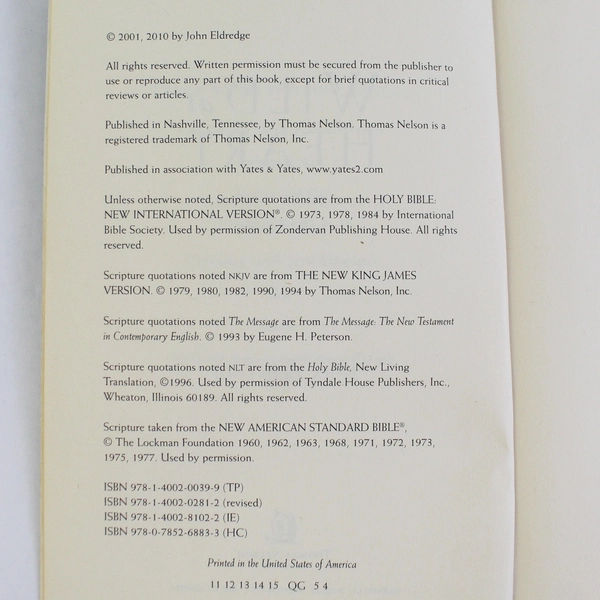 © 2001, 2010 by John Eldredge
All rights reserved. Written permission must be secured from the publisher to
use or reproduce any part of this book, except for brief quotations in critical
reviews or articles.
Published in Nashville, Tennessee, by Thomas Nelson. Thomas Nelson is a
registered trademark of Thomas Nelson, Inc.
Published in association with Yates & Yates, www.yates2.com
Unless otherwise noted, Scripture quotations are from the HOLY BIBLE:
NEW INTERNATIONAL VERSION®. © 1973, 1978, 1984 by International
Bible Society. Used by permission of Zondervan Publishing House. All rights
reserved.
Scripture quotations noted NKJV are from THE NEW KING JAMES
VERSION. © 1979, 1980, 1982, 1990, 1994 by Thomas Nelson, Inc.
Scripture quotations noted The Message are from The Message: The New Testament
in Contemporary English. © 1993 by Eugene H. Peterson.
Scripture quotations noted NLT are from the Holy Bible, New Living
Translation, ©1996. Used by permission of Tyndale House Publishers, Inc.,
Wheaton, Illinois 60189. All rights reserved.
Scripture taken from the NEW AMERICAN STANDARD BIBLE®,
© The Lockman Foundation 1960, 1962, 1963, 1968, 1971, 1972, 1973,
1975, 1977. Used by permission.
ISBN 978-1-4002-0039-9 (TP)
ISBN 978-1-4002-0281-2 (revised)
ISBN 978-1-4002-8102-2 (IE)
ISBN 978-0-7852-6883-3 (HC)
Printed in the United States of America
11 12 13 14 15 QG 5 4